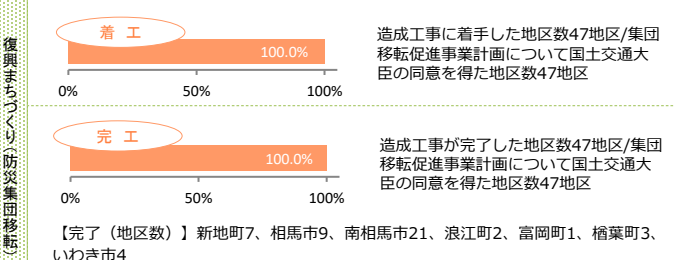 復興まちづくり（防災集団移転）
着 工
100.0%
0% 50% 100%
造成工事に着手した地区数47地区/集団
移転促進事業計画について国土交通大
臣の同意を得た地区数47地区
完 工
100.0%
0% 50% 100%
造成工事が完了した地区数47地区/集団
移転促進事業計画について国土交通大
臣の同意を得た地区数47地区
【完了（地区数）】新地町7、相馬市9、南相馬市21、浪江町2、富岡町1、楢葉町3、
いわき市4